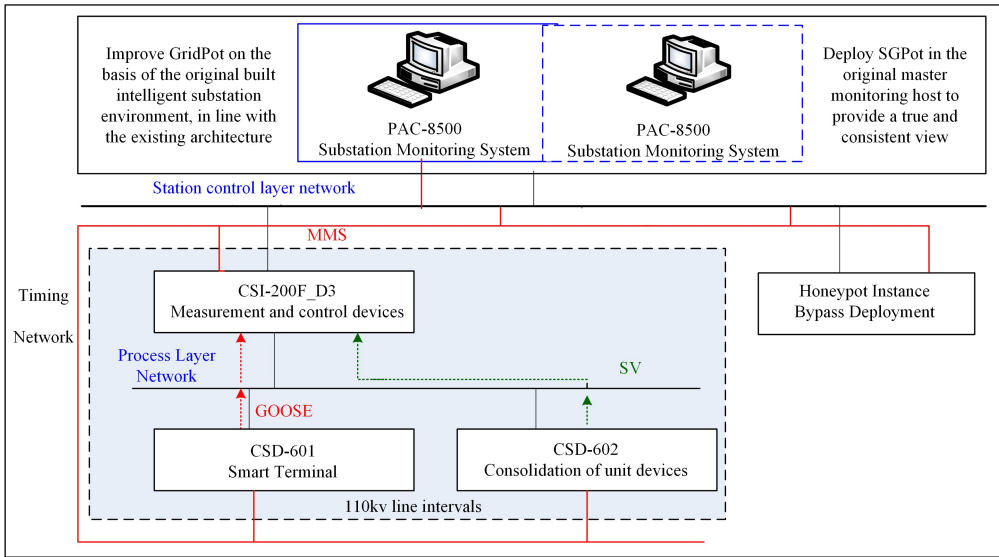 Improve GridPot on the
basis of the original built
intelligent substation
environment, in line with
the existing architecture
PAC-8500
Substation Monitoring System
PAC-8500
Substation Monitoring System
Deploy SGPot in the
original master
monitoring host to
provide a true and
consistent view
Station control layer network
MMS
Timing
Network
CSI-200F_D3
Measurement and control devices
Honeypot Instance
Bypass Deployment
Process Layer
Network
SV
GOOSE
CSD-601
Smart Terminal
CSD-602
Consolidation of unit devices
110kv line intervals